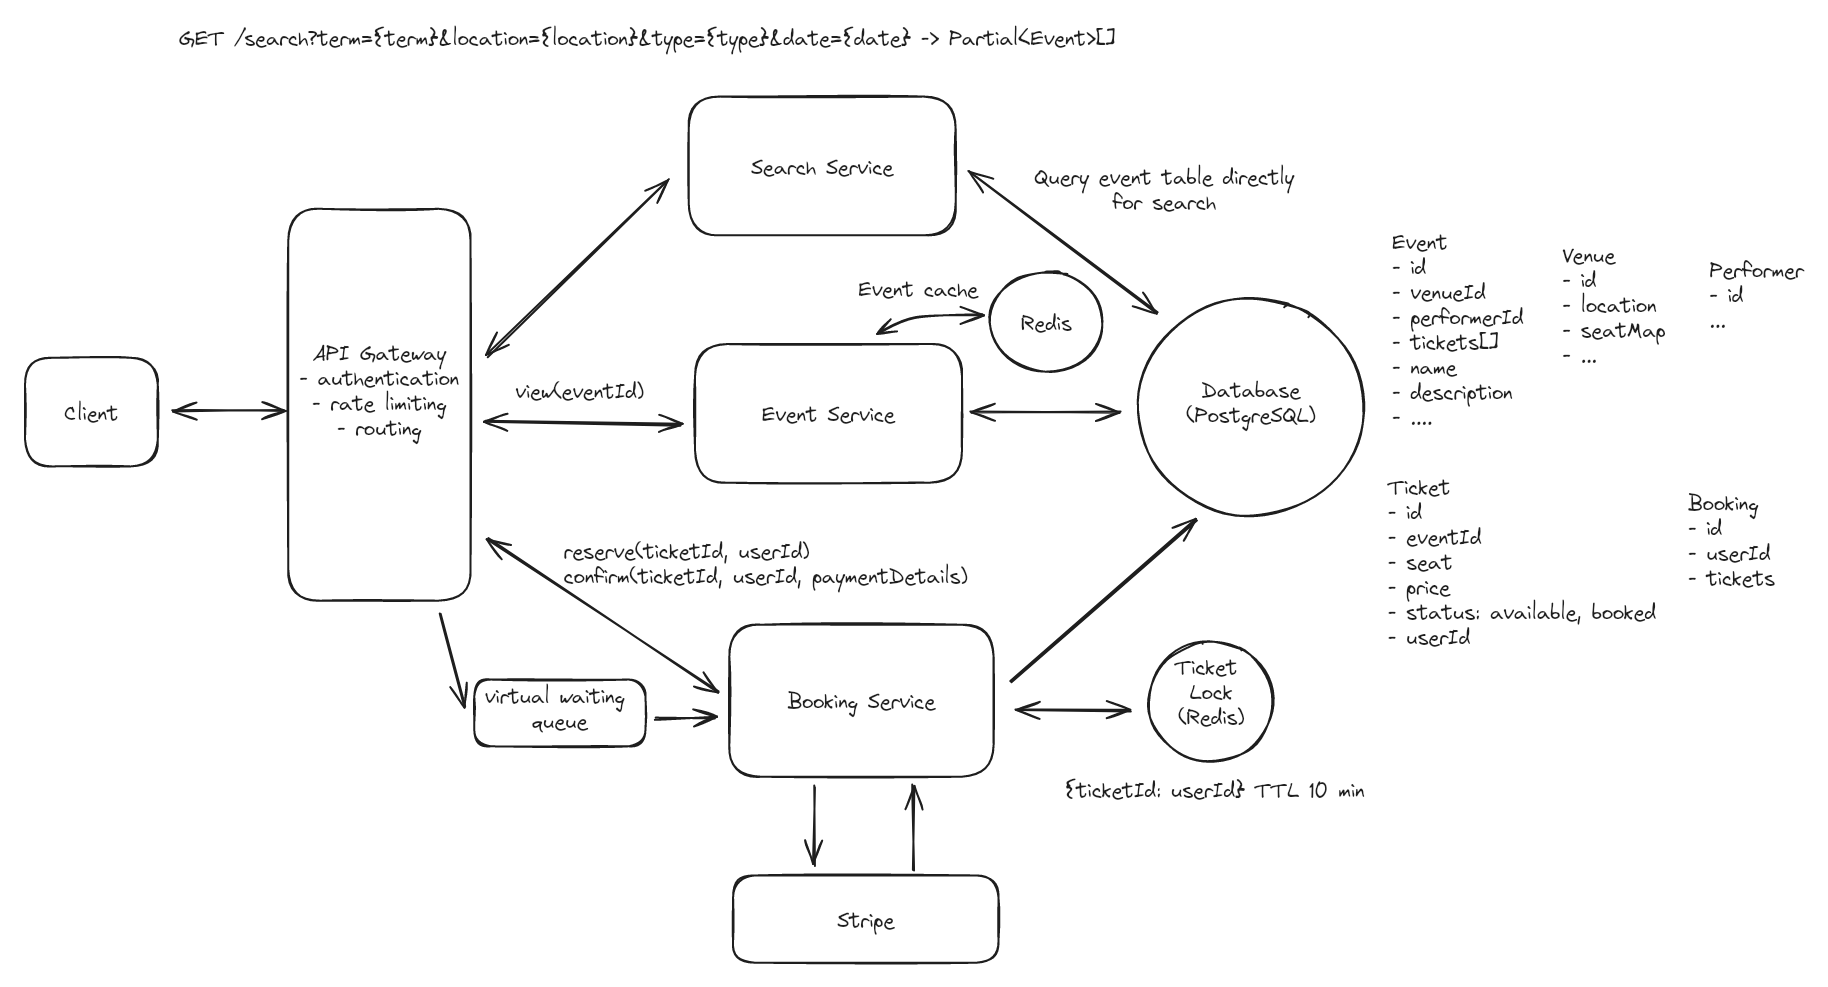 GET /search?term={term}&location={location}&type={type}&date={date} -> Partial<Event>[]
Search Service
Query event table directly
for search
Event cache
Redis
API Gateway
- authentication
- rate limiting
- routing
Client
view(eventId)
Event Service
Database
(PostgreSQL)
Event
- id
- venueId
- performerId
- tickets[]
- name
- description
- ....
Venue
- id
- location
- seatMap
- ...
Performer
- id
...
reserve(ticketId, userId)
confirm(ticketId, userId, paymentDetails)
Ticket
- id
- eventId
- seat
- price
- status: available, booked
- userId
Booking
- id
- userId
- tickets
virtual waiting
queue
Booking Service
Ticket
Lock
(Redis)
{ticketId: userId} TTL 10 min
Stripe